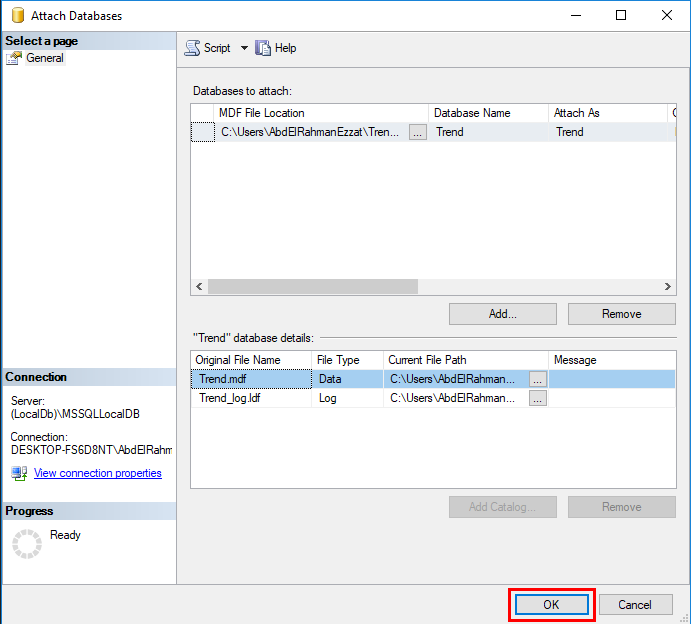 Attach Databases
Select a page
General
Script
Help
Databases to attach:
MDF File Location Database Name Attach As
C:\Users\AbdElRahmanEzzat\Tren... ... Trend Trend
Add... Remove
"Trend" database details:
Original File Name File Type Current File Path Message
Trend.mdf Data C:\Users\AbdElRahman... ...
Trend_log.ldf Log C:\Users\AbdElRahman... ...
Add Catalog... Remove
Connection
Server:
(LocalDb)\MSSQLLocalDB
Connection:
DESKTOP-FS6D8NT\AbdElRahm
View connection properties
Progress
Ready
OK Cancel